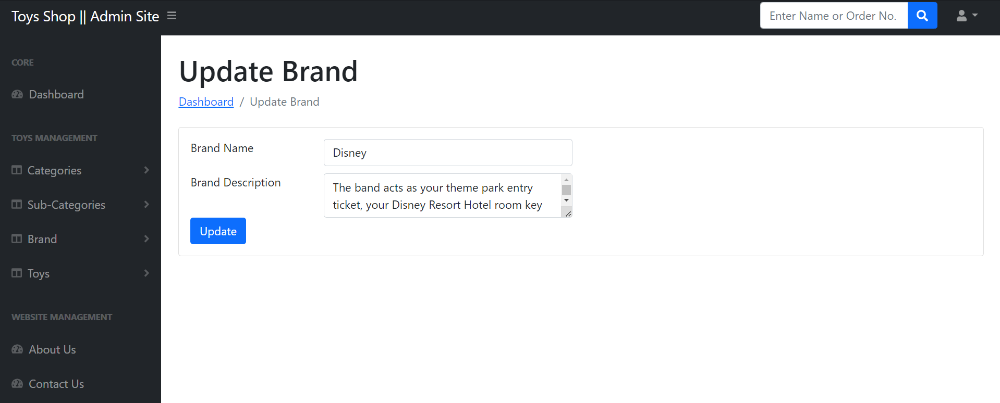 Toys Shop || Admin Site
Enter Name or Order No.
CORE
Dashboard
TOYS MANAGEMENT
Categories
Sub-Categories
Brand
Toys
WEBSITE MANAGEMENT
About Us
Contact Us
Update Brand
Dashboard / Update Brand
Brand Name
Disney
Brand Description
The band acts as your theme park entry
ticket, your Disney Resort Hotel room key
Update